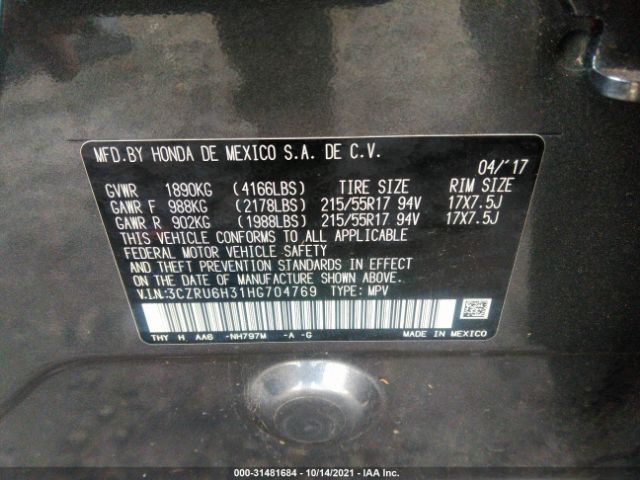 MFD.BY HONDA DE MEXICO S.A. DE C.V.
04/'17
GVWR 1890KG (4166LBS) TIRE SIZE RIM SIZE
GAWR F 988KG (2178LBS) 215/55R17 94V 17X7.5J
GAWR R 902KG (1988LBS) 215/55R17 94V 17X7.5J
THIS VEHICLE CONFORMS TO ALL APPLICABLE
FEDERAL MOTOR VEHICLE SAFETY
AND THEFT PREVENTION STANDARDS IN EFFECT
ON THE DATE OF MANUFACTURE SHOWN ABOVE.
V.I.N:3CZRU6H31HG704769 TYPE: MPV
THY H AA6 -NH797M -A -G MADE IN MEXICO
000-31481684 - 10/14/2021 - IAA Inc.